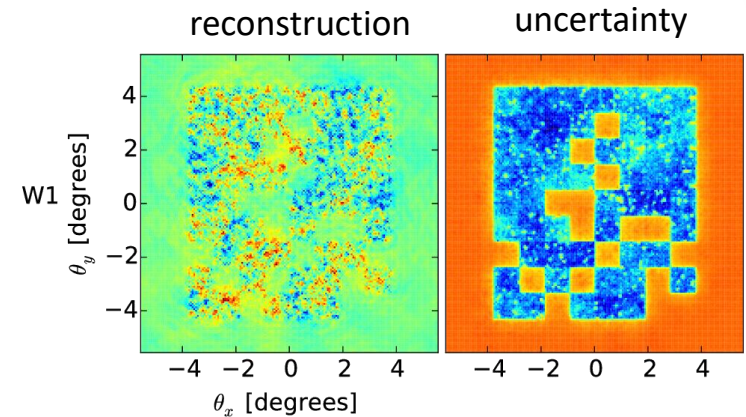 reconstruction uncertainty
W1
θy [degrees]
4
2
0
−2
−4
−4 −2 0 2 4
−4 −2 0 2 4
θx [degrees]